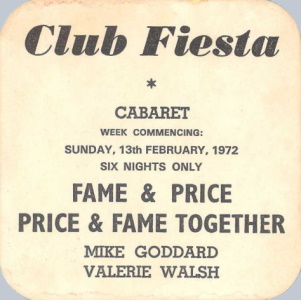 Club Fiesta
*
CABARET
WEEK COMMENCING:
SUNDAY, 13th FEBRUARY, 1972
SIX NIGHTS ONLY
FAME & PRICE
PRICE & FAME TOGETHER
MIKE GODDARD
VALERIE WALSH